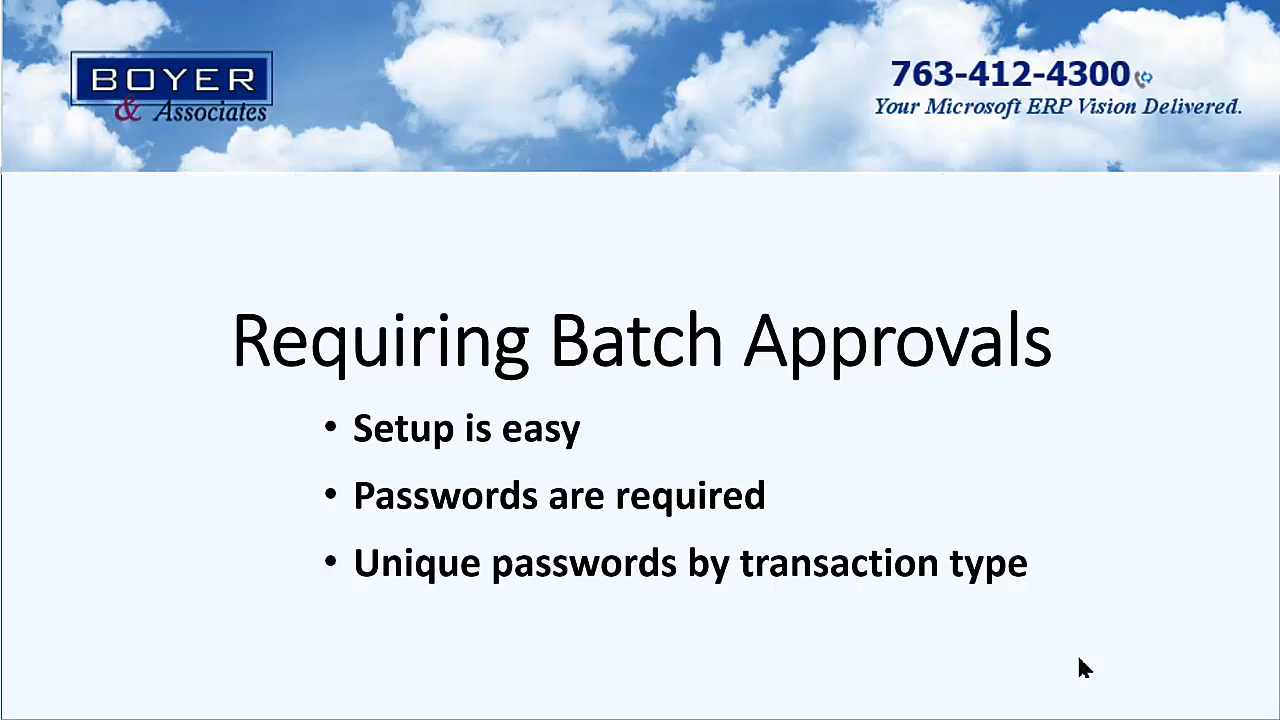 BOYER
& Associates
763-412-4300
Your Microsoft ERP Vision Delivered.
Requiring Batch Approvals
• Setup is easy
• Passwords are required
• Unique passwords by transaction type